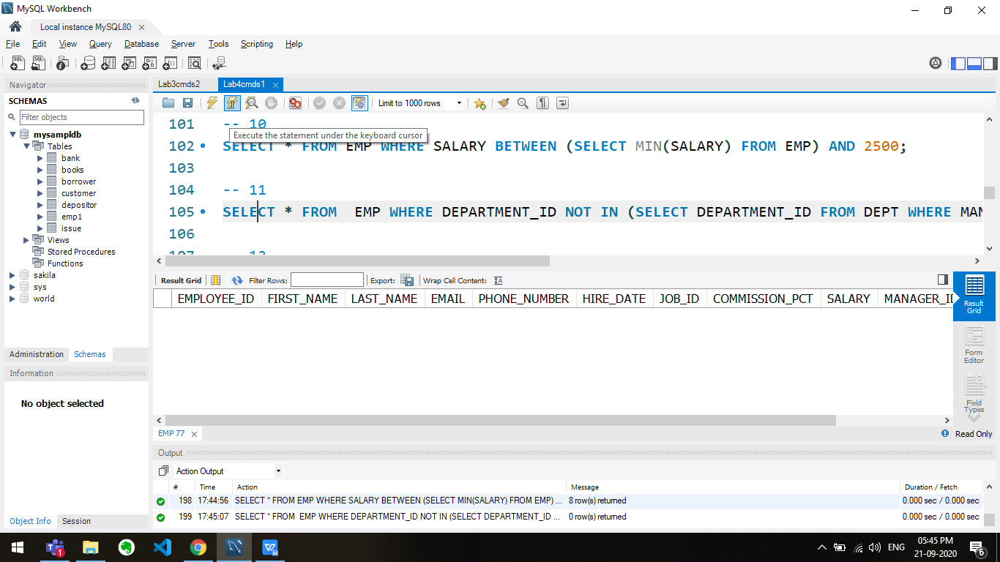 MySQL Workbench
Local instance MySQL80
File Edit View Query Database Server Tools Scripting Help
Navigator
SCHEMAS
Filter objects
mysampldb
Tables
bank
books
borrower
customer
depositor
emp1
issue
Views
Stored Procedures
Functions
sakila
sys
world
Administration Schemas
Information
No object selected
Object Info Session
Lab3cmds2 Lab4cmds1
Limit to 1000 rows
101 -- 10
Execute the statement under the keyboard cursor
102 SELECT * FROM EMP WHERE SALARY BETWEEN (SELECT MIN(SALARY) FROM EMP) AND 2500;
103
104 -- 11
105 SELECT * FROM  EMP WHERE DEPARTMENT_ID NOT IN (SELECT DEPARTMENT_ID FROM DEPT WHERE MAN
106
107 -- 12
Result Grid Filter Rows: Export: Wrap Cell Content:
EMPLOYEE_ID FIRST_NAME LAST_NAME EMAIL PHONE_NUMBER HIRE_DATE JOB_ID COMMISSION_PCT SALARY MANAGER_ID
Result
Grid
Form
Editor
Field
Types
EMP 77
Read Only
Output
Action Output
# Time Action Message Duration / Fetch
198 17:44:56 SELECT * FROM EMP WHERE SALARY BETWEEN (SELECT MIN(SALARY) FROM EMP) ... 8 row(s) returned 0.000 sec / 0.000 sec
199 17:45:07 SELECT * FROM  EMP WHERE DEPARTMENT_ID NOT IN (SELECT DEPARTMENT_ID ... 0 row(s) returned 0.000 sec / 0.000 sec
1
ENG
05:45 PM
21-09-2020
6